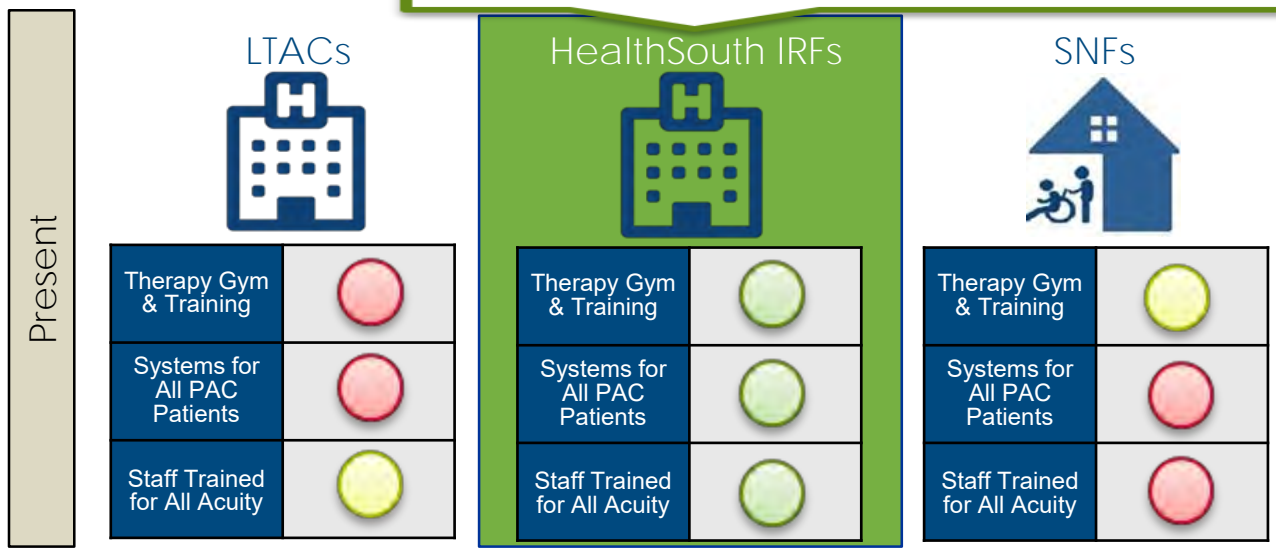 Present
LTACs
H
Therapy Gym
& Training
Systems for
All PAC
Patients
Staff Trained
for All Acuity
HealthSouth IRFs
H
Therapy Gym
& Training
Systems for
All PAC
Patients
Staff Trained
for All Acuity
SNFs
Therapy Gym
& Training
Systems for
All PAC
Patients
Staff Trained
for All Acuity